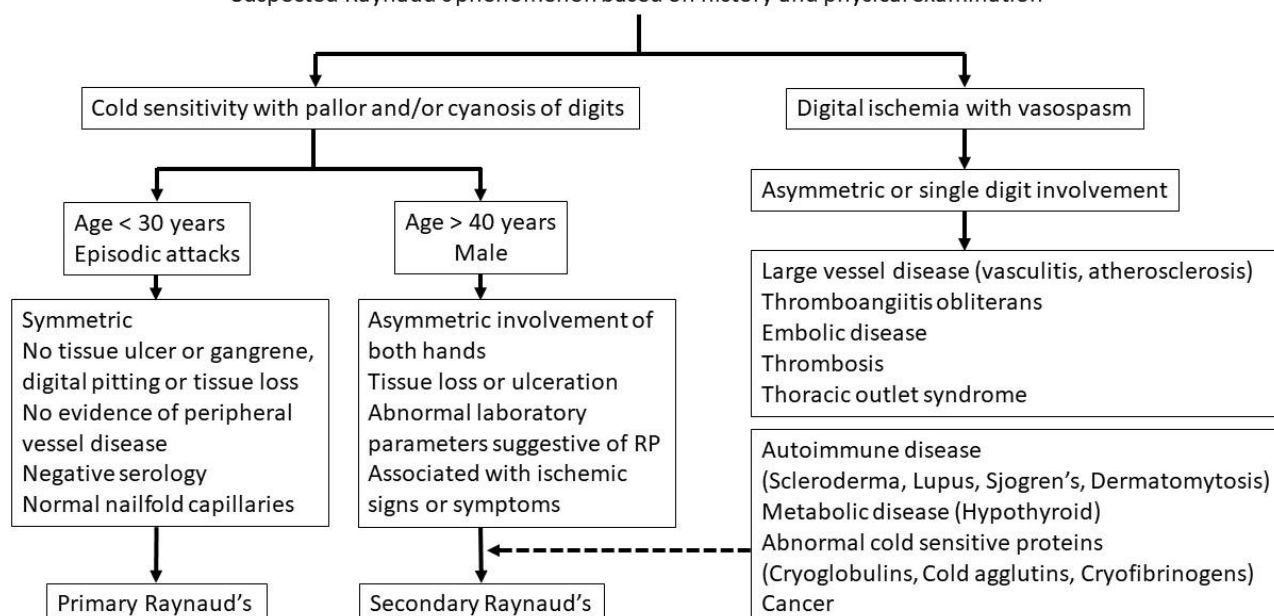 Suspected Raynaud's phenomenon based on history and physical examination
Cold sensitivity with pallor and/or cyanosis of digits
Digital ischemia with vasospasm
Asymmetric or single digit involvement
Age < 30 years
Episodic attacks
Age > 40 years
Male
Large vessel disease (vasculitis, atherosclerosis)
Thromboangiitis obliterans
Embolic disease
Thrombosis
Thoracic outlet syndrome
Symmetric
No tissue ulcer or gangrene,
digital pitting or tissue loss
No evidence of peripheral
vessel disease
Negative serology
Normal nailfold capillaries
Asymmetric involvement of
both hands
Tissue loss or ulceration
Abnormal laboratory
parameters suggestive of RP
Associated with ischemic
signs or symptoms
Autoimmune disease
(Scleroderma, Lupus, Sjogren's, Dermatomytosis)
Metabolic disease (Hypothyroid)
Abnormal cold sensitive proteins
(Cryoglobulins, Cold agglutins, Cryofibrinogens)
Cancer
Primary Raynaud's
Secondary Raynaud's